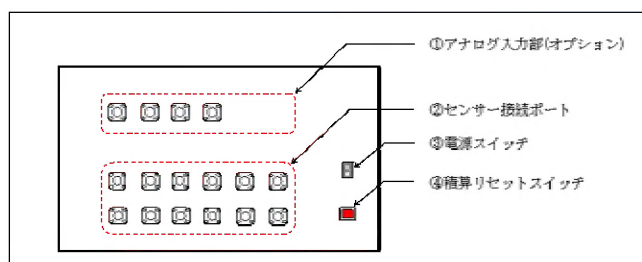 ①アナログ入力部(オプション)
②センサー接続ポート
③電源スイッチ
④積算リセットスイッチ